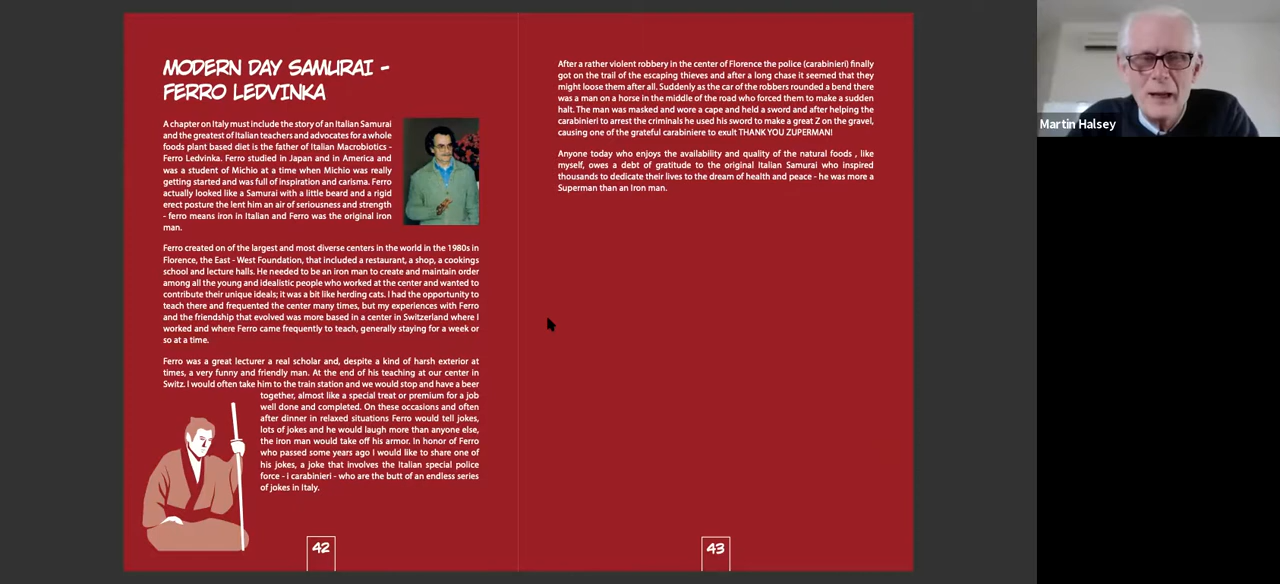 MODERN DAY SAMURAI -
FERRO LEDVINKA
A chapter on Italy must include the story of an Italian Samurai
and the greatest of Italian teachers and advocates for a whole
foods plant based diet is the father of Italian Macrobiotics -
Ferro Ledvinka. Ferro studied in Japan and in America and
was a student of Michio at a time when Michio was really
getting started and was full of inspiration and carisma. Ferro
actually looked like a Samurai with a little beard and a rigid
erect posture the lent him an air of seriousness and strength
- ferro means iron in Italian and Ferro was the original iron
man.
Ferro created on of the largest and most diverse centers in the world in the 1980s in
Florence, the East - West Foundation, that included a restaurant, a shop, a cookings
school and lecture halls. He needed to be an iron man to create and maintain order
among all the young and idealistic people who worked at the center and wanted to
contribute their unique ideals; it was a bit like herding cats. I had the opportunity to
teach there and frequented the center many times, but my experiences with Ferro
and the friendship that evolved was more based in a center in Switzerland where I
worked and where Ferro came frequently to teach, generally staying for a week or
so at a time.
Ferro was a great lecturer a real scholar and, despite a kind of harsh exterior at
times, a very funny and friendly man. At the end of his teaching at our center in
Switz. I would often take him to the train station and we would stop and have a beer
together, almost like a special treat or premium for a job
well done and completed. On these occasions and often
after dinner in relaxed situations Ferro would tell jokes,
lots of jokes and he would laugh more than anyone else,
the iron man would take off his armor. In honor of Ferro
who passed some years ago I would like to share one of
his jokes, a joke that involves the Italian special police
force - i carabinieri - who are the butt of an endless series
of jokes in Italy.
42
After a rather violent robbery in the center of Florence the police (carabinieri) finally
got on the trail of the escaping thieves and after a long chase it seemed that they
might loose them after all. Suddenly as the car of the robbers rounded a bend there
was a man on a horse in the middle of the road who forced them to make a sudden
halt. The man was masked and wore a cape and held a sword and after helping the
carabinieri to arrest the criminals he used his sword to make a great Z on the gravel,
causing one of the grateful carabiniere to exult THANK YOU ZUPERMAN!
Anyone today who enjoys the availability and quality of the natural foods , like
myself, owes a debt of gratitude to the original Italian Samurai who inspired
thousands to dedicate their lives to the dream of health and peace - he was more a
Superman than an Iron man.
43
Martin Halsey